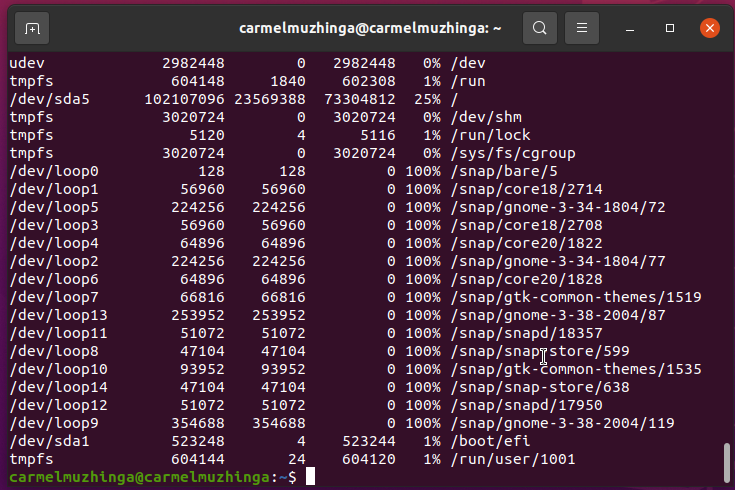 carmelmuzhinga@carmelmuzhinga: ~
udev 2982448 0 2982448 0% /dev
tmpfs 604148 1840 602308 1% /run
/dev/sda5 102107096 23569388 73304812 25% /
tmpfs 3020724 0 3020724 0% /dev/shm
tmpfs 5120 4 5116 1% /run/lock
tmpfs 3020724 0 3020724 0% /sys/fs/cgroup
/dev/loop0 128 128 0 100% /snap/bare/5
/dev/loop1 56960 56960 0 100% /snap/core18/2714
/dev/loop5 224256 224256 0 100% /snap/gnome-3-34-1804/72
/dev/loop3 56960 56960 0 100% /snap/core18/2708
/dev/loop4 64896 64896 0 100% /snap/core20/1822
/dev/loop2 224256 224256 0 100% /snap/gnome-3-34-1804/77
/dev/loop6 64896 64896 0 100% /snap/core20/1828
/dev/loop7 66816 66816 0 100% /snap/gtk-common-themes/1519
/dev/loop13 253952 253952 0 100% /snap/gnome-3-38-2004/87
/dev/loop11 51072 51072 0 100% /snap/snapd/18357
/dev/loop8 47104 47104 0 100% /snap/snap-store/599
/dev/loop10 93952 93952 0 100% /snap/gtk-common-themes/1535
/dev/loop14 47104 47104 0 100% /snap/snap-store/638
/dev/loop12 51072 51072 0 100% /snap/snapd/17950
/dev/loop9 354688 354688 0 100% /snap/gnome-3-38-2004/119
/dev/sda1 523248 4 523244 1% /boot/efi
tmpfs 604144 24 604120 1% /run/user/1001
carmelmuzhinga@carmelmuzhinga:~$